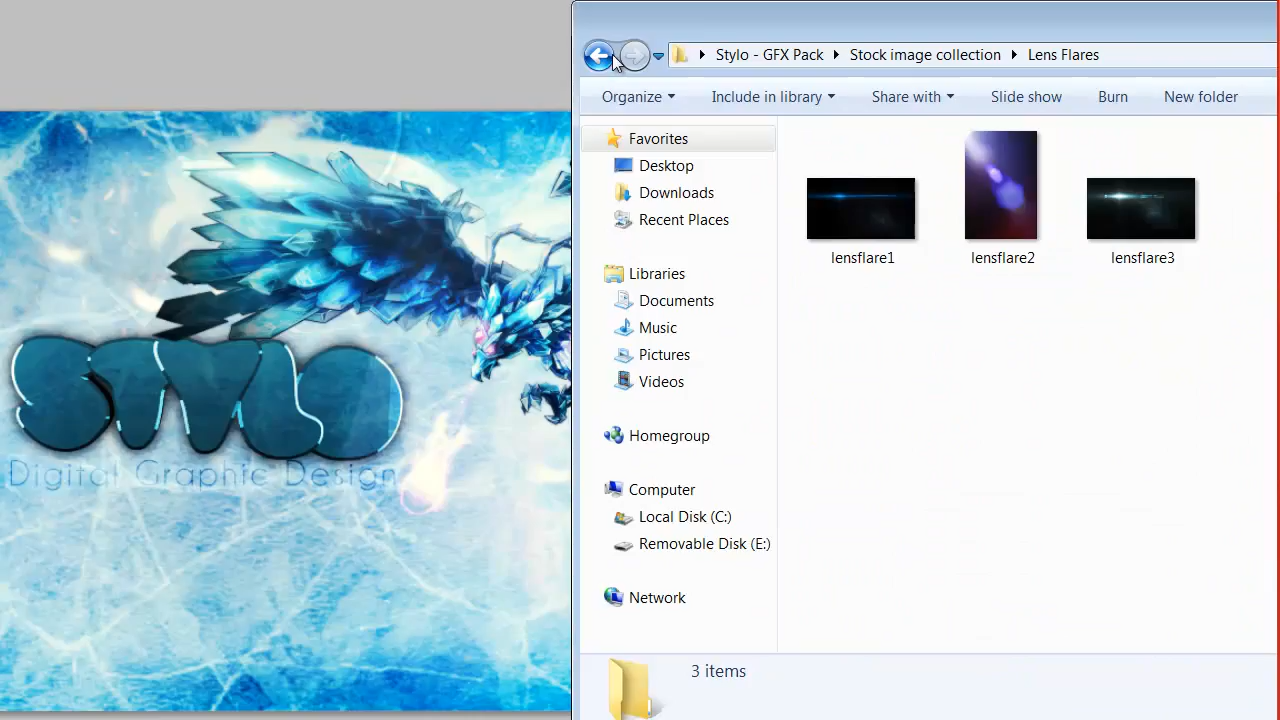 STYLO
Digital Graphic Design
Stylo - GFX Pack Stock image collection Lens Flares
Organize Include in library Share with Slide show Burn New folder
Favorites
Desktop
Downloads
Recent Places
Libraries
Documents
Music
Pictures
Videos
Homegroup
Computer
Local Disk (C:)
Removable Disk (E:)
Network
lensflare1 lensflare2 lensflare3
3 items